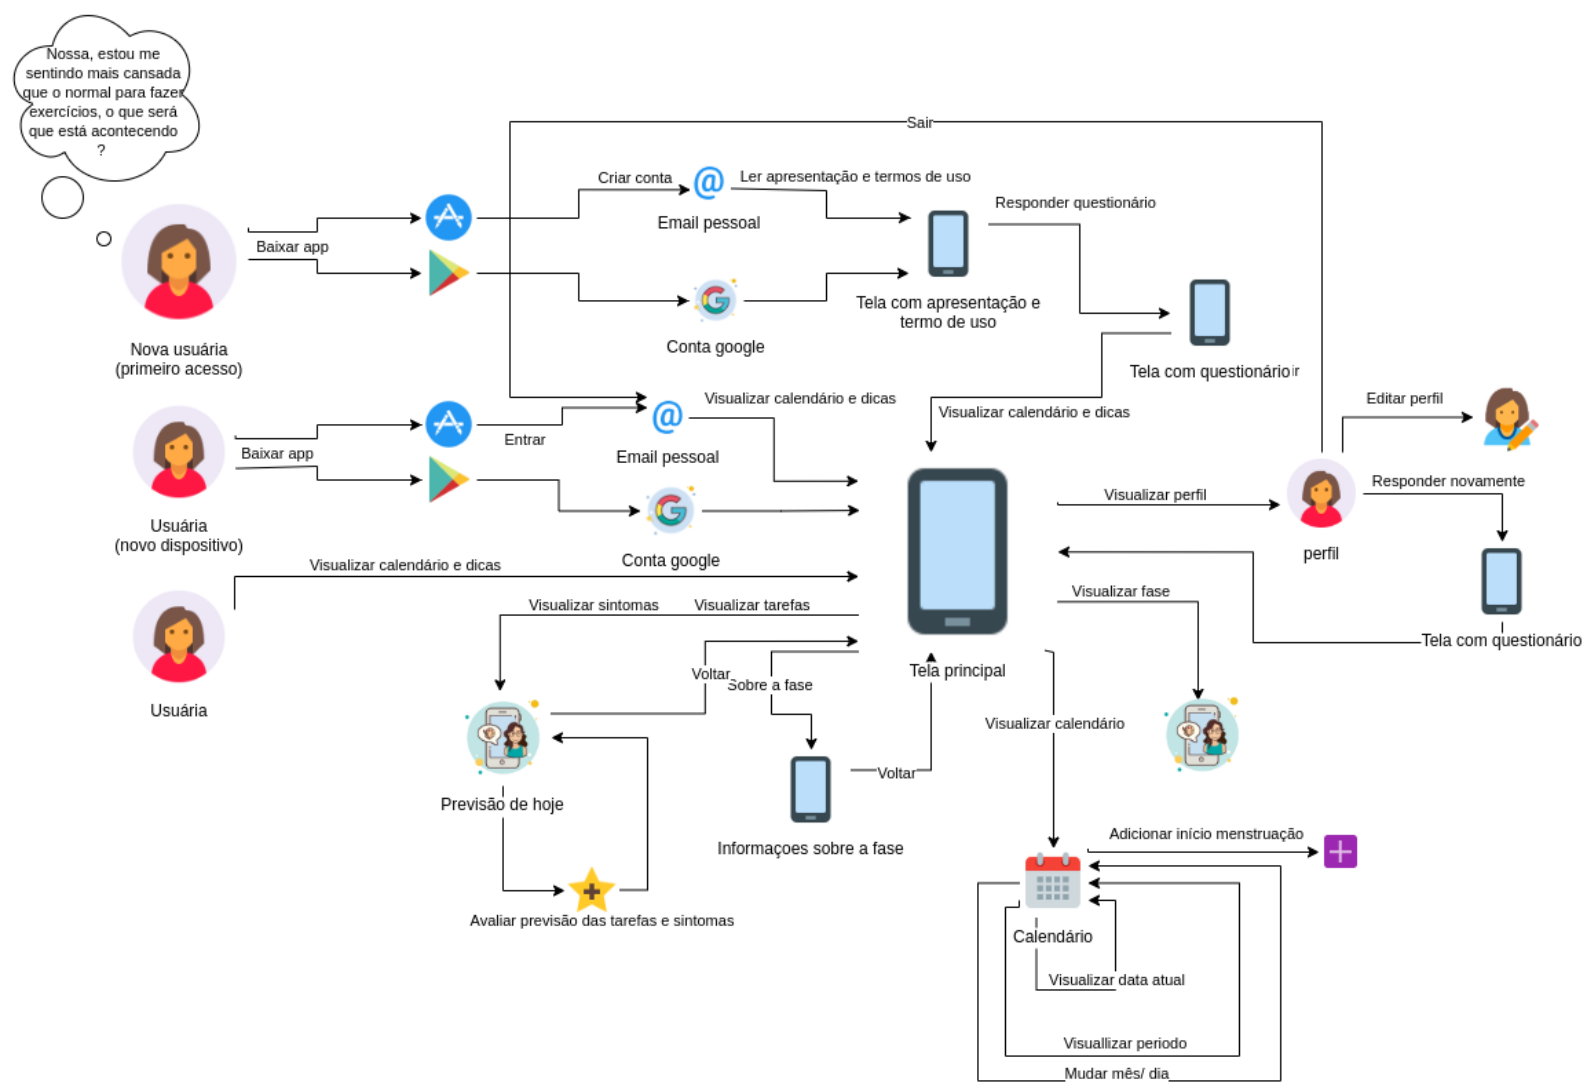 Nossa, estou me
sentindo mais cansada
que o normal para fazer
exercícios, o que será
que está acontecendo
?
Sair
Criar conta
@
Ler apresentação e termos de uso
Responder questionário
Email pessoal
Baixar app
Tela com apresentação e
termo de uso
G
Conta google
Nova usuária
(primeiro acesso)
Tela com questionário
ir
Visualizar calendário e dicas
Visualizar calendário e dicas
Editar perfil
@
Entrar
Baixar app
Email pessoal
Responder novamente
Visualizar perfil
G
Usuária
(novo dispositivo)
perfil
Conta google
Visualizar calendário e dicas
Visualizar fase
Visualizar sintomas
Visualizar tarefas
Tela com questionário
Voltar
Sobre a fase
Tela principal
Usuária
Visualizar calendário
Voltar
Previsão de hoje
Adicionar início menstruação
Informaçoes sobre a fase
Avaliar previsão das tarefas e sintomas
Calendário
Visualizar data atual
Visuallizar periodo
Mudar mês/ dia